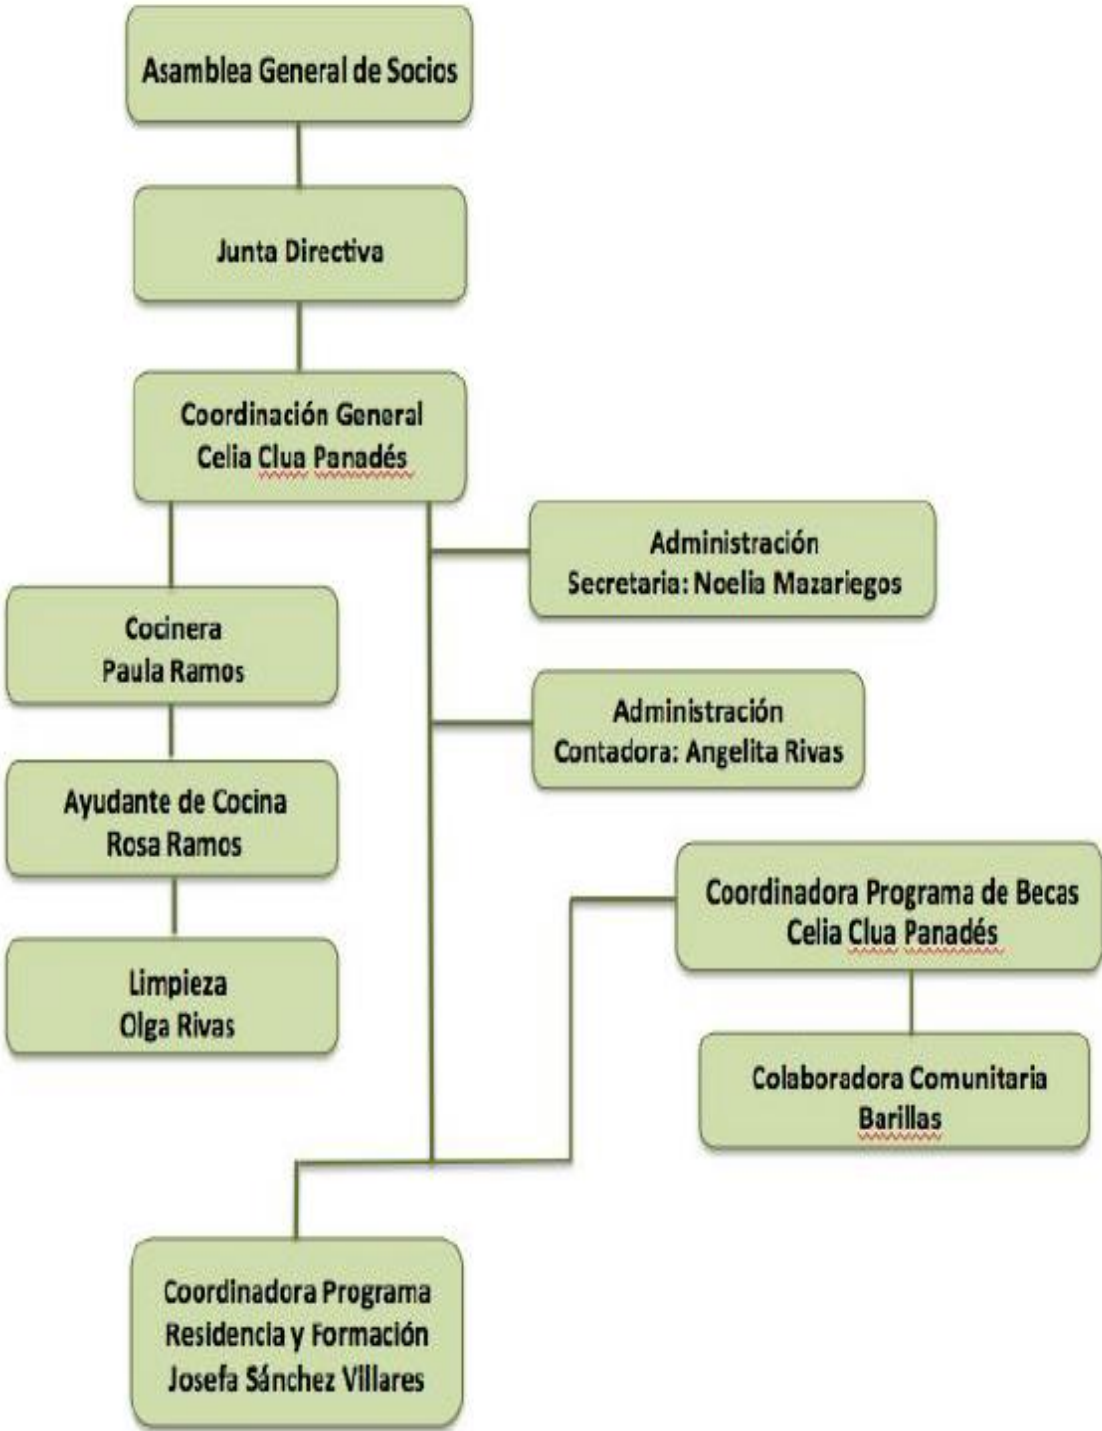 Asamblea General de Socios
Junta Directiva
Coordinación General
Celia Clua Panadés
Administración
Secretaria: Noelia Mazariegos
Cocinera
Paula Ramos
Administración
Contadora: Angelita Rivas
Ayudante de Cocina
Rosa Ramos
Coordinadora Programa de Becas
Celia Clua Panadés
Limpieza
Olga Rivas
Colaboradora Comunitaria
Barillas
Coordinadora Programa
Residencia y Formación
Josefa Sánchez Villares